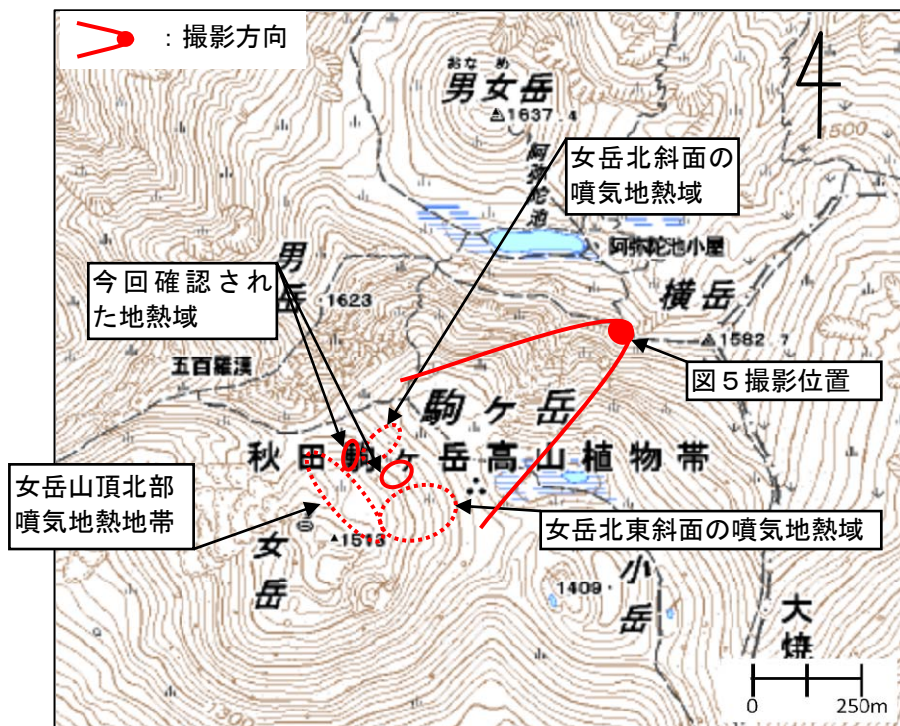 ：撮影方向
おなめ
男女岳
1637.4
1500
阿弥陀池
女岳北斜面の
噴気地熱域
阿弥陀池小屋
男岳
横岳
今回確認され
た地熱域
1623
1582.7
五百羅漢
図５撮影位置
駒ヶ岳
秋田駒ヶ岳高山植物帯
女岳山頂北部
噴気地熱地帯
女岳北東斜面の噴気地熱域
1513
女岳
1409
小岳
大焼
1300
0 250m